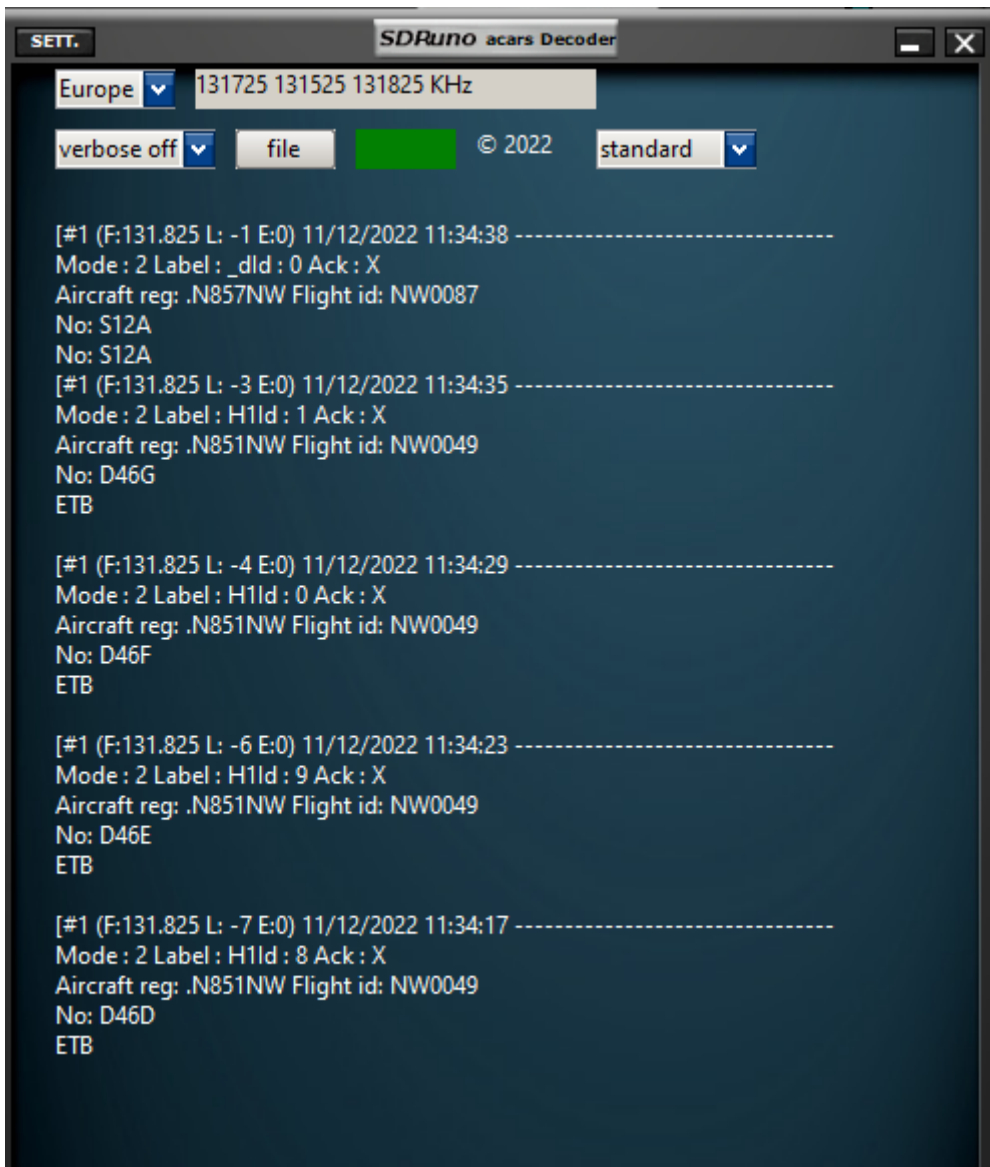 SETT.
SDRuno acars Decoder
Europe
131725 131525 131825 KHz
verbose off
file
© 2022
standard
[#1 (F:131.825 L: -1 E:0) 11/12/2022 11:34:38 --------------------------------
Mode : 2 Label : _dId : 0 Ack : X
Aircraft reg: .N857NW Flight id: NW0087
No: S12A
No: S12A
[#1 (F:131.825 L: -3 E:0) 11/12/2022 11:34:35 --------------------------------
Mode : 2 Label : H1Id : 1 Ack : X
Aircraft reg: .N851NW Flight id: NW0049
No: D46G
ETB
[#1 (F:131.825 L: -4 E:0) 11/12/2022 11:34:29 --------------------------------
Mode : 2 Label : H1Id : 0 Ack : X
Aircraft reg: .N851NW Flight id: NW0049
No: D46F
ETB
[#1 (F:131.825 L: -6 E:0) 11/12/2022 11:34:23 --------------------------------
Mode : 2 Label : H1Id : 9 Ack : X
Aircraft reg: .N851NW Flight id: NW0049
No: D46E
ETB
[#1 (F:131.825 L: -7 E:0) 11/12/2022 11:34:17 --------------------------------
Mode : 2 Label : H1Id : 8 Ack : X
Aircraft reg: .N851NW Flight id: NW0049
No: D46D
ETB